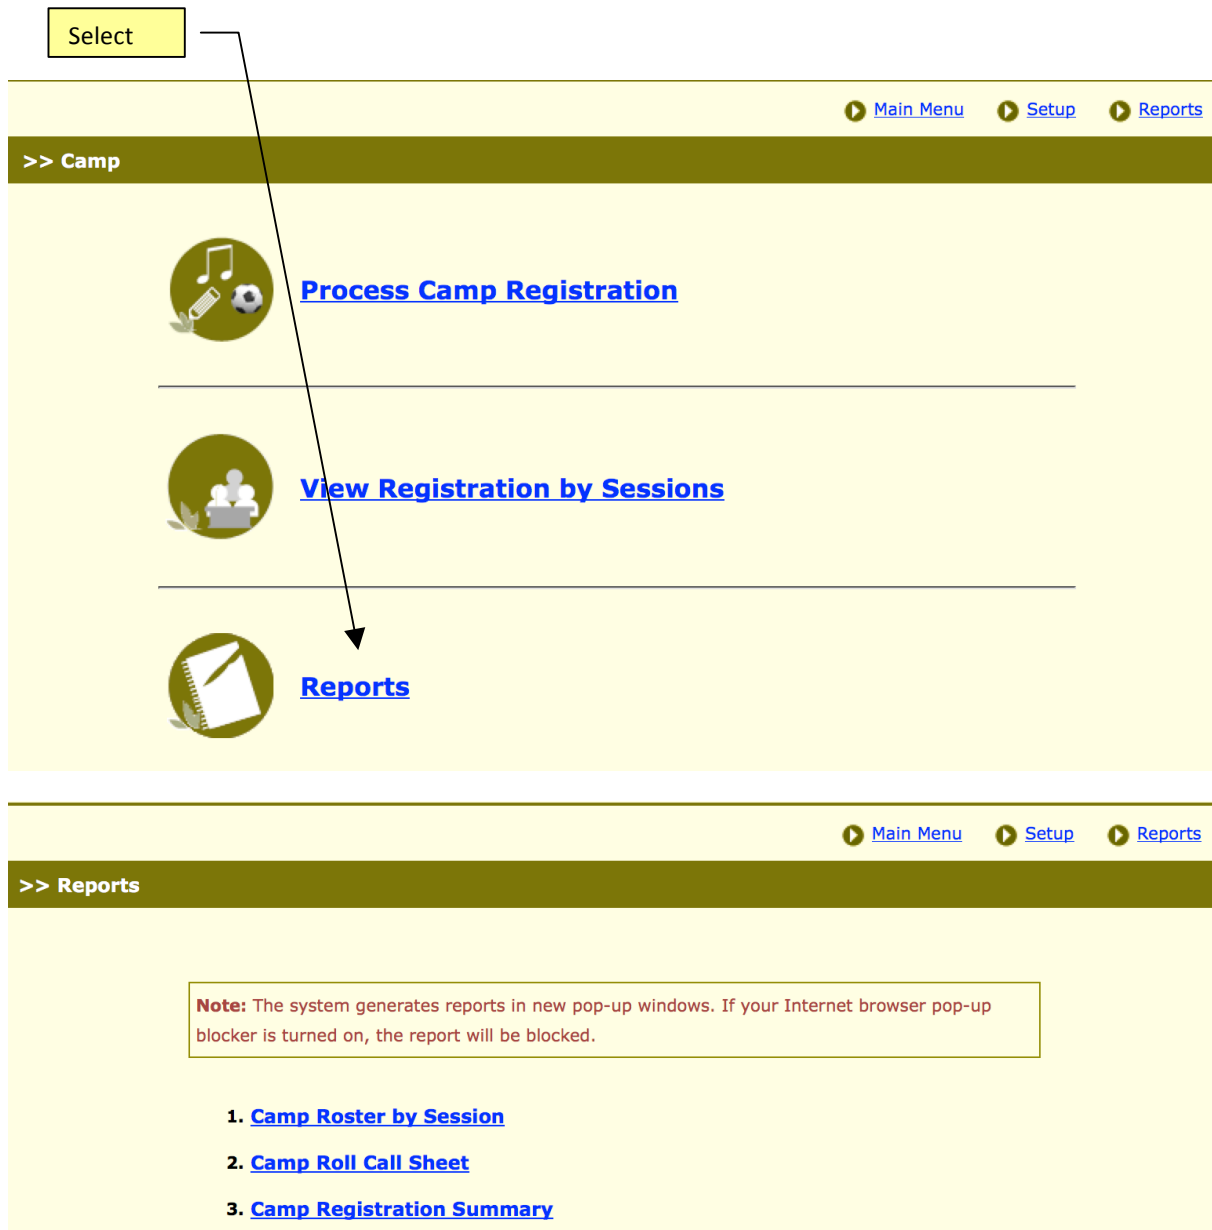 Select
Main Menu Setup Reports
>> Camp
Process Camp Registration
View Registration by Sessions
Reports
Main Menu Setup Reports
>> Reports
Note: The system generates reports in new pop-up windows. If your Internet browser pop-up
blocker is turned on, the report will be blocked.
1. Camp Roster by Session
2. Camp Roll Call Sheet
3. Camp Registration Summary